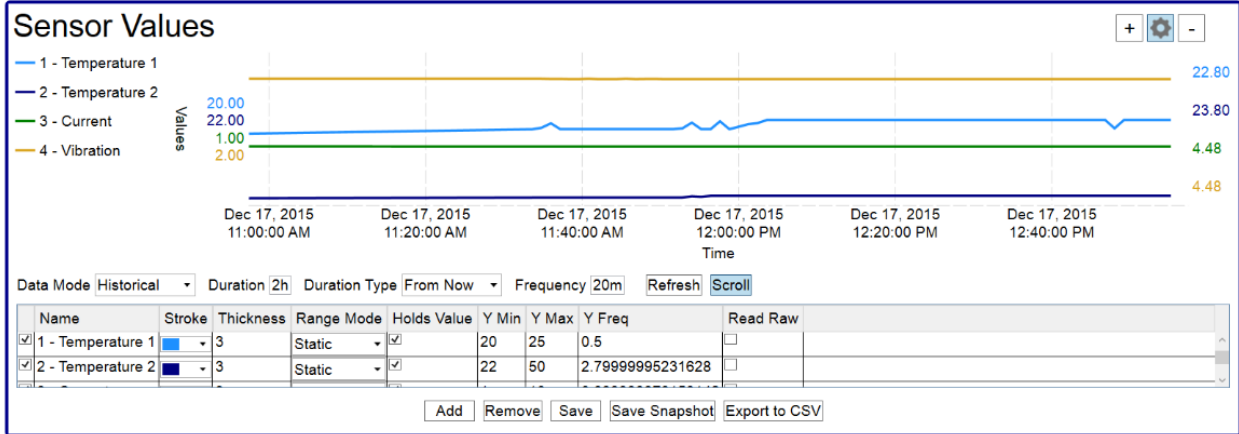 Sensor Values
+
-
1 - Temperature 1
2 - Temperature 2
3 - Current
4 - Vibration
Values
20.00
22.00
1.00
2.00
22.80
23.80
4.48
4.48
Dec 17, 2015 Dec 17, 2015 Dec 17, 2015 Dec 17, 2015 Dec 17, 2015 Dec 17, 2015
11:00:00 AM 11:20:00 AM 11:40:00 AM 12:00:00 PM 12:20:00 PM 12:40:00 PM
Time
Data Mode Historical Duration 2h Duration Type From Now Frequency 20m Refresh Scroll
Name Stroke Thickness Range Mode Holds Value Y Min Y Max Y Freq Read Raw
1 - Temperature 1 3 Static 20 25 0.5
2 - Temperature 2 3 Static 22 50 2.79999995231628
Add Remove Save Save Snapshot Export to CSV